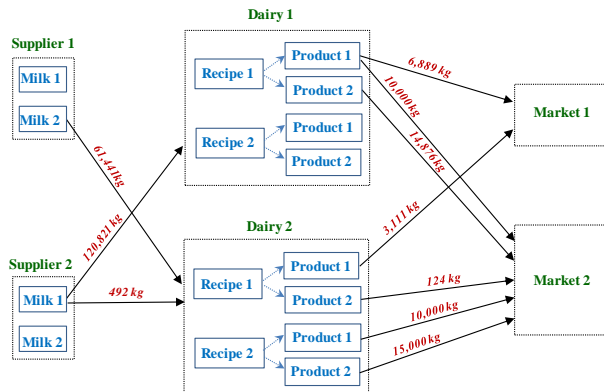 Dairy 1
Supplier 1
Milk 1
Milk 2
Recipe 1
Product 1
Product 2
Recipe 2
Product 1
Product 2
6,889 kg
10,000 kg
14,876 kg
Market 1
61,441kg
120,821 kg
3,111 kg
Dairy 2
Supplier 2
Milk 1
Milk 2
492 kg
Recipe 1
Product 1
Product 2
Recipe 2
Product 1
Product 2
124 kg
10,000 kg
15,000 kg
Market 2